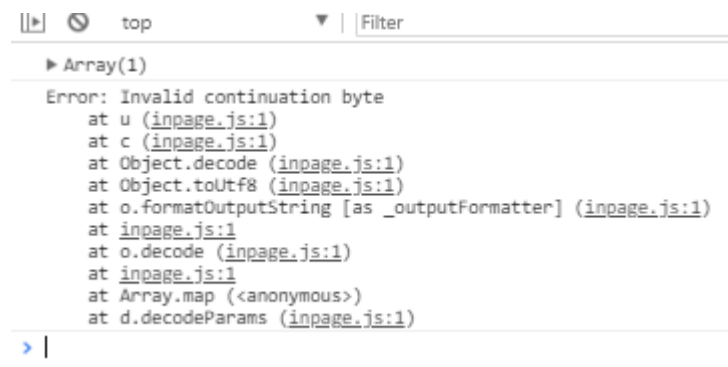 top ▼ Filter
▶ Array(1)
Error: Invalid continuation byte
at u (inpage.js:1)
at c (inpage.js:1)
at Object.decode (inpage.js:1)
at Object.toUtf8 (inpage.js:1)
at o.formatOutputString [as _outputFormatter] (inpage.js:1)
at inpage.js:1
at o.decode (inpage.js:1)
at inpage.js:1
at Array.map (<anonymous>)
at d.decodeParams (inpage.js:1)
>